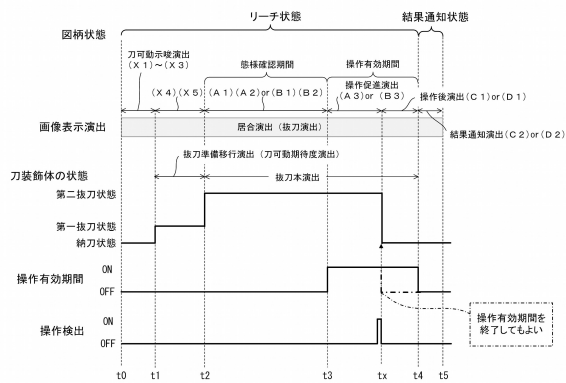 リーチ状態
結果通知状態
図柄状態
刀可動示唆演出
(X1)～(X3)
態様確認期間
操作有効期間
(X4)(X5)
(A1)(A2)or(B1)(B2)
操作促進演出
(A3)or (B3)
操作後演出(C1)or(D1)
画像表示演出
居合演出(抜刀演出)
結果通知演出(C2)or(D2)
抜刀準備移行演出(刀可動期待度演出)
刀装飾体の状態
抜刀本演出
第二抜刀状態
第一抜刀状態
納刀状態
操作有効期間
ON
OFF
操作有効期間を
終了してもよい
操作検出
ON
OFF
t0 t1 t2 t3 tx t4 t5